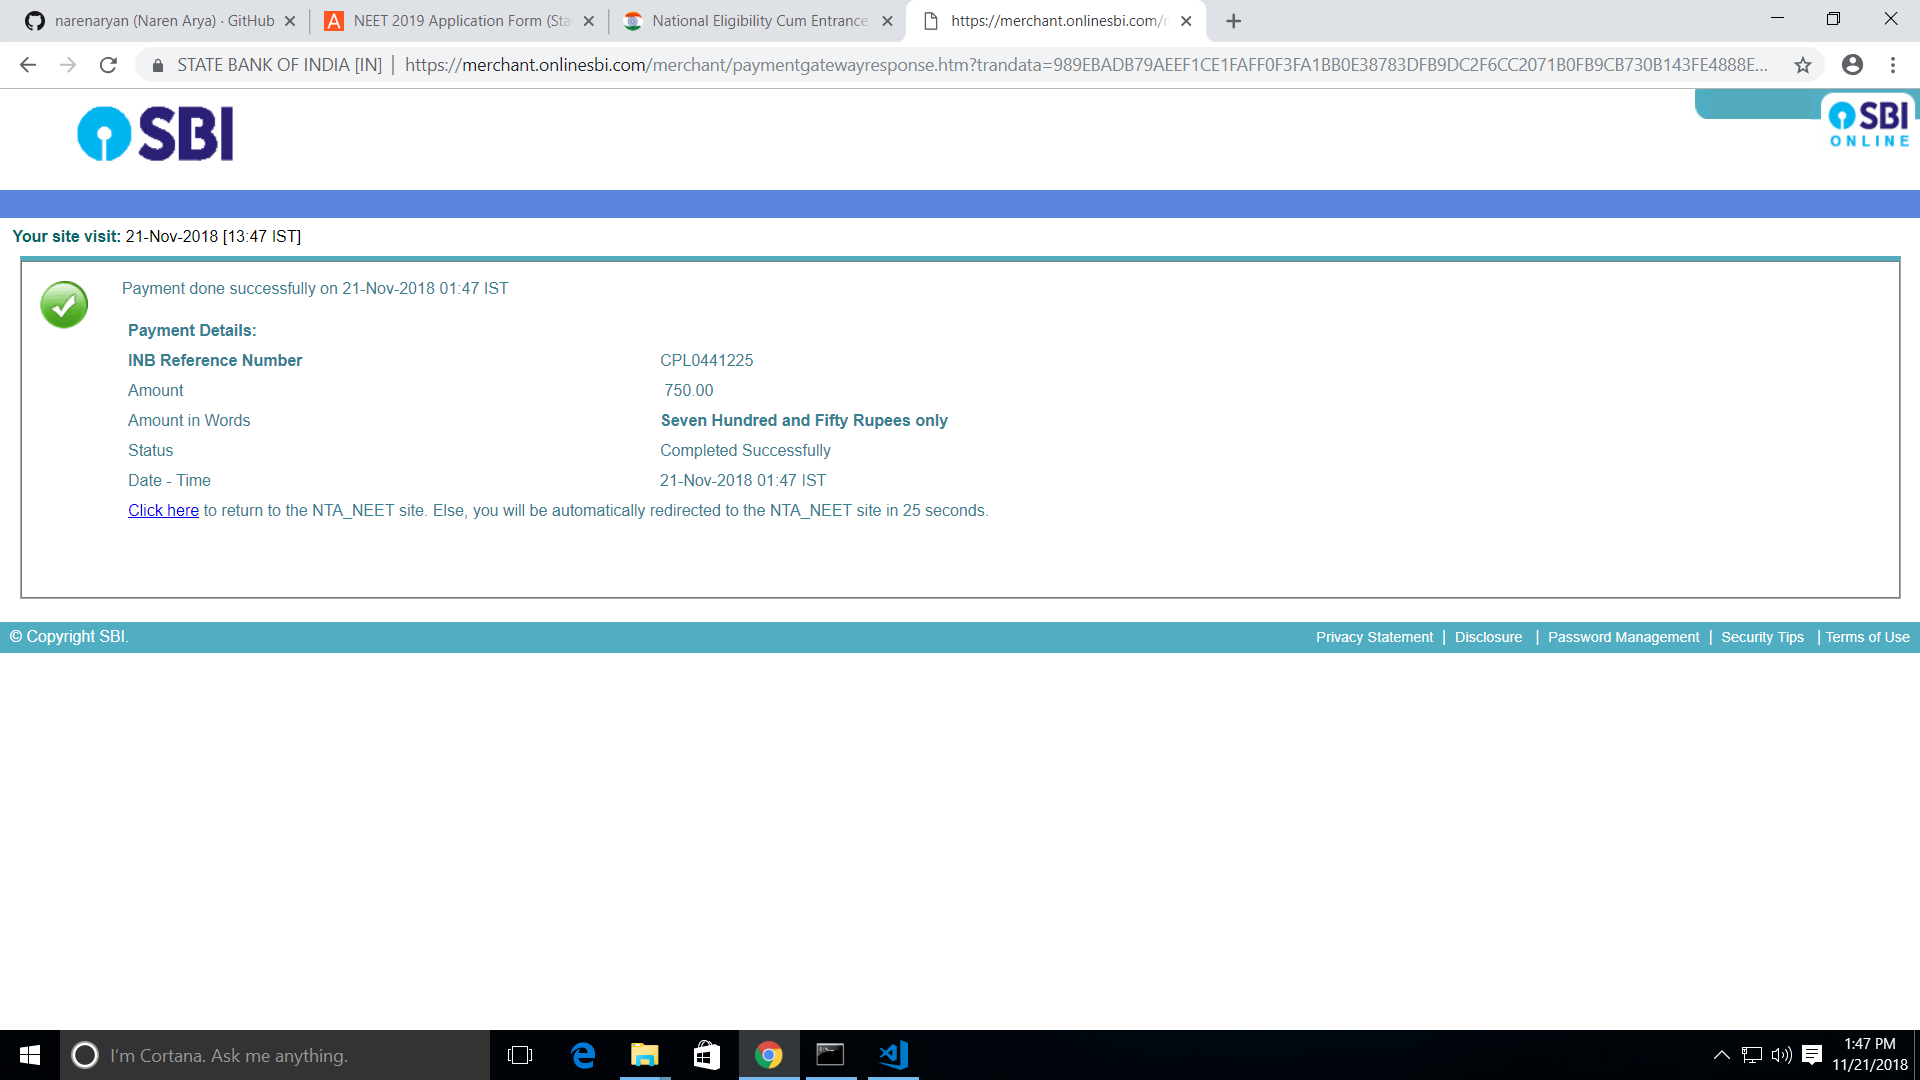 narenaryan (Naren Arya) · GitHub
NEET 2019 Application Form (Sta
National Eligibility Cum Entrance
https://merchant.onlinesbi.com/n
STATE BANK OF INDIA [IN] | https://merchant.onlinesbi.com/merchant/paymentgatewayresponse.htm?trandata=989EBADB79AEEF1CE1FAFF0F3FA1BB0E38783DFB9DC2F6CC2071B0FB9CB730B143FE4888E...
SBI
SBI
ONLINE
Your site visit: 21-Nov-2018 [13:47 IST]
Payment done successfully on 21-Nov-2018 01:47 IST
Payment Details:
INB Reference Number CPL0441225
Amount 750.00
Amount in Words Seven Hundred and Fifty Rupees only
Status Completed Successfully
Date - Time 21-Nov-2018 01:47 IST
Click here to return to the NTA_NEET site. Else, you will be automatically redirected to the NTA_NEET site in 25 seconds.
© Copyright SBI. Privacy Statement | Disclosure | Password Management | Security Tips | Terms of Use
I'm Cortana. Ask me anything.
1:47 PM
11/21/2018